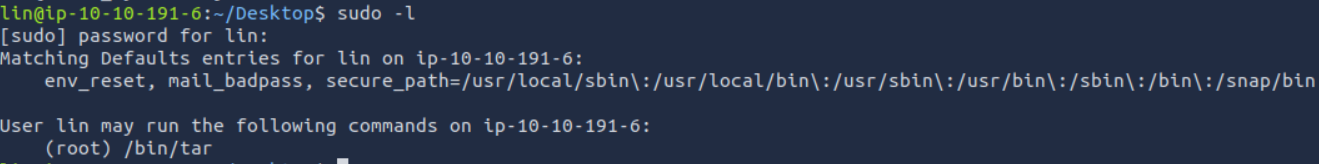 lin@ip-10-10-191-6:~/Desktop$ sudo -l
[sudo] password for lin:
Matching Defaults entries for lin on ip-10-10-191-6:
    env_reset, mail_badpass, secure_path=/usr/local/sbin\:/usr/local/bin\:/usr/sbin\:/usr/bin\:/sbin\:/bin\:/snap/bin

User lin may run the following commands on ip-10-10-191-6:
    (root) /bin/tar